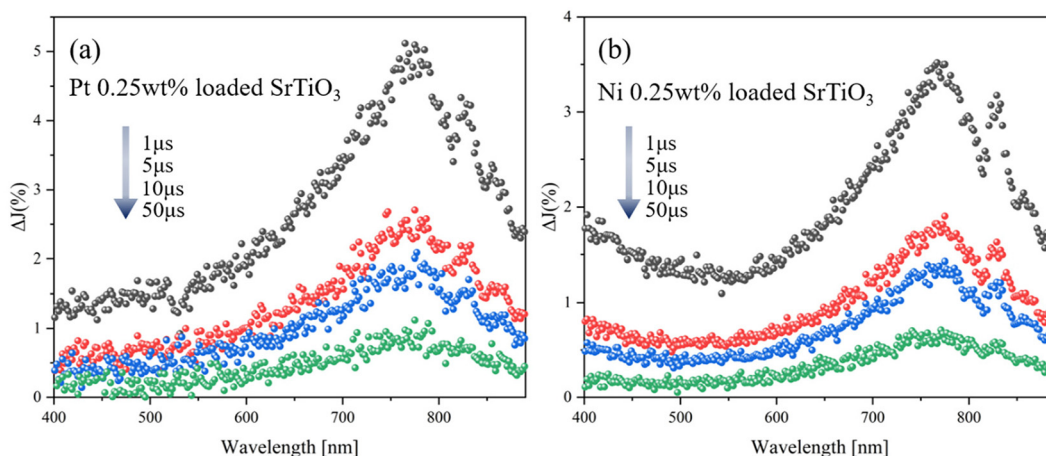 (a)
Pt 0.25wt% loaded SrTiO3
1μs
5μs
10μs
50μs
ΔJ(%)
5
4
3
2
1
0
400 500 600 700 800
Wavelength [nm]
(b)
Ni 0.25wt% loaded SrTiO3
1μs
5μs
10μs
50μs
ΔJ(%)
4
3
2
1
0
400 500 600 700 800
Wavelength [nm]